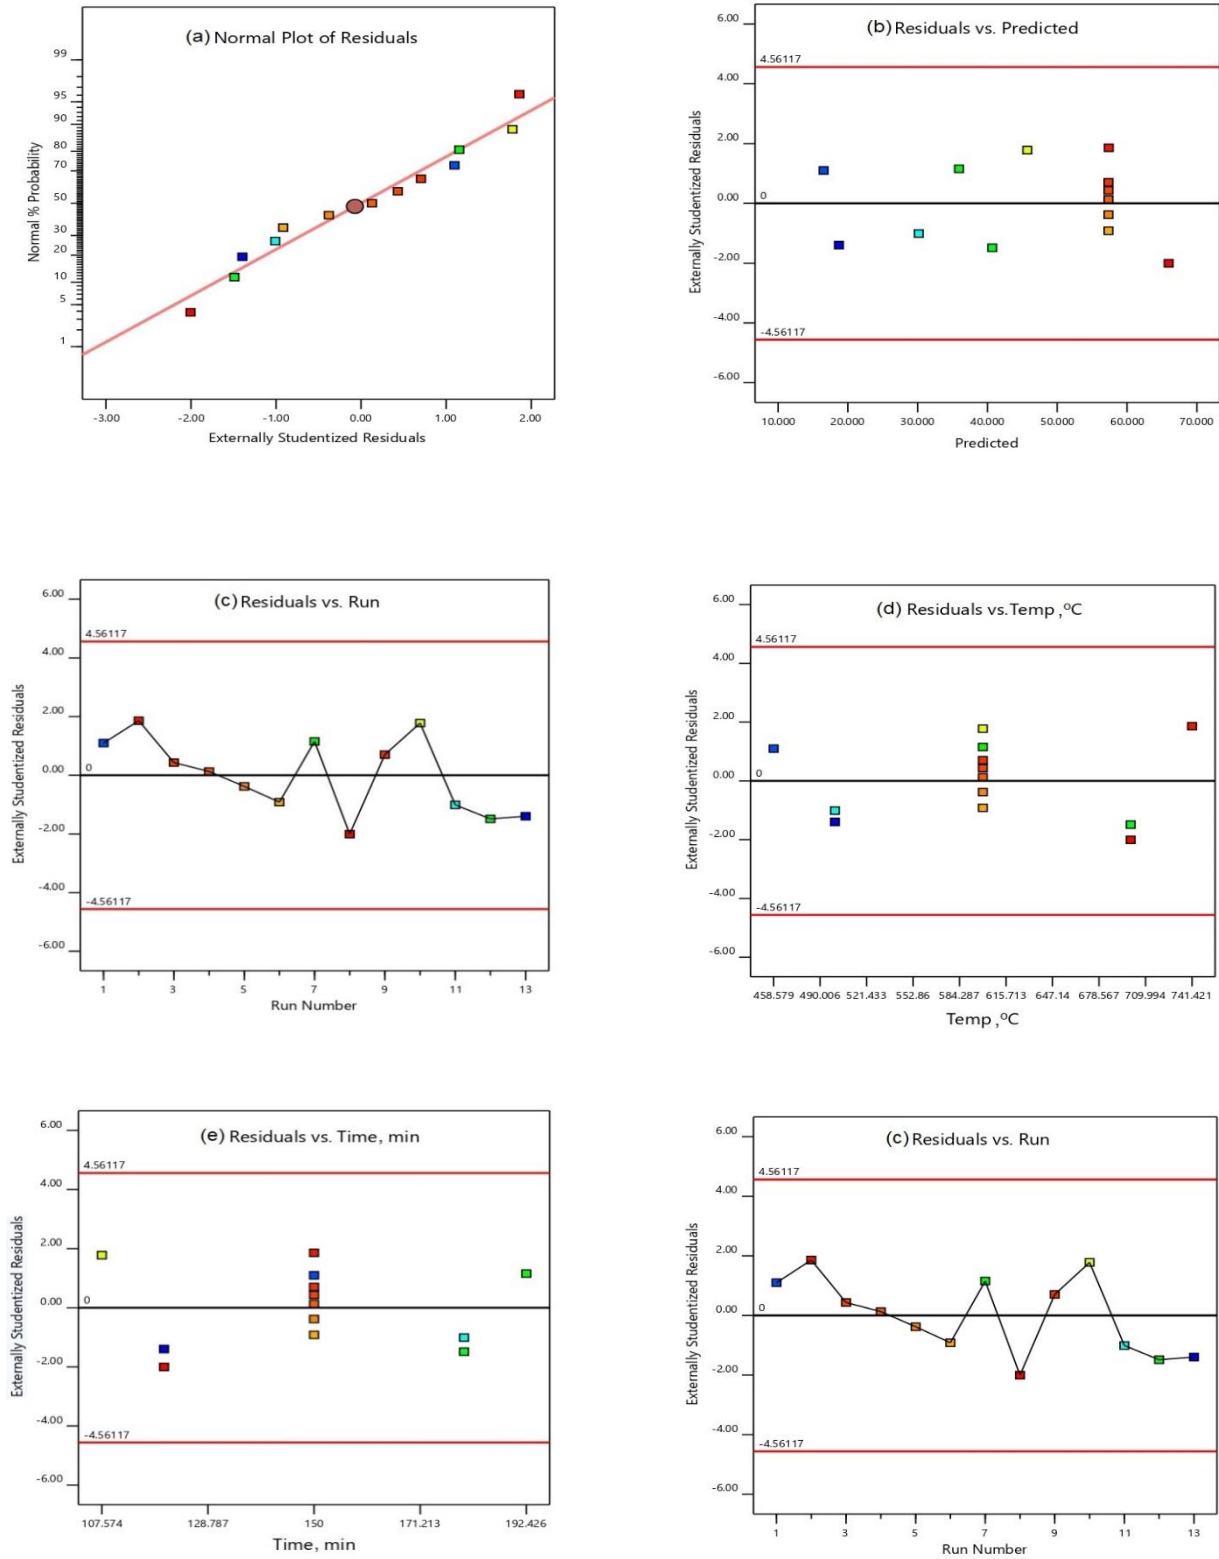 (a) Normal Plot of Residuals
99
95
90
80
70
50
30
20
10
5
1
Normal % Probability
-3.00 -2.00 -1.00 0.00 1.00 2.00
Externally Studentized Residuals
(b) Residuals vs. Predicted
6.00
4.56117
4.00
2.00
0
0.00
-2.00
-4.00
-4.56117
-6.00
Externally Studentized Residuals
10.000 20.000 30.000 40.000 50.000 60.000 70.000
Predicted
(c) Residuals vs. Run
6.00
4.56117
4.00
2.00
0
0.00
-2.00
-4.00
-4.56117
-6.00
Externally Studentized Residuals
1 3 5 7 9 11 13
Run Number
(d) Residuals vs.Temp ,°C
6.00
4.56117
4.00
2.00
0
0.00
-2.00
-4.00
-4.56117
-6.00
Externally Studentized Residuals
458.579 490.006 521.433 552.86 584.287 615.713 647.14 678.567 709.994 741.421
Temp ,°C
(e) Residuals vs. Time, min
6.00
4.56117
4.00
2.00
0
0.00
-2.00
-4.00
-4.56117
-6.00
Externally Studentized Residuals
107.574 128.787 150 171.213 192.426
Time, min
(c) Residuals vs. Run
6.00
4.56117
4.00
2.00
0
0.00
-2.00
-4.00
-4.56117
-6.00
Externally Studentized Residuals
1 3 5 7 9 11 13
Run Number